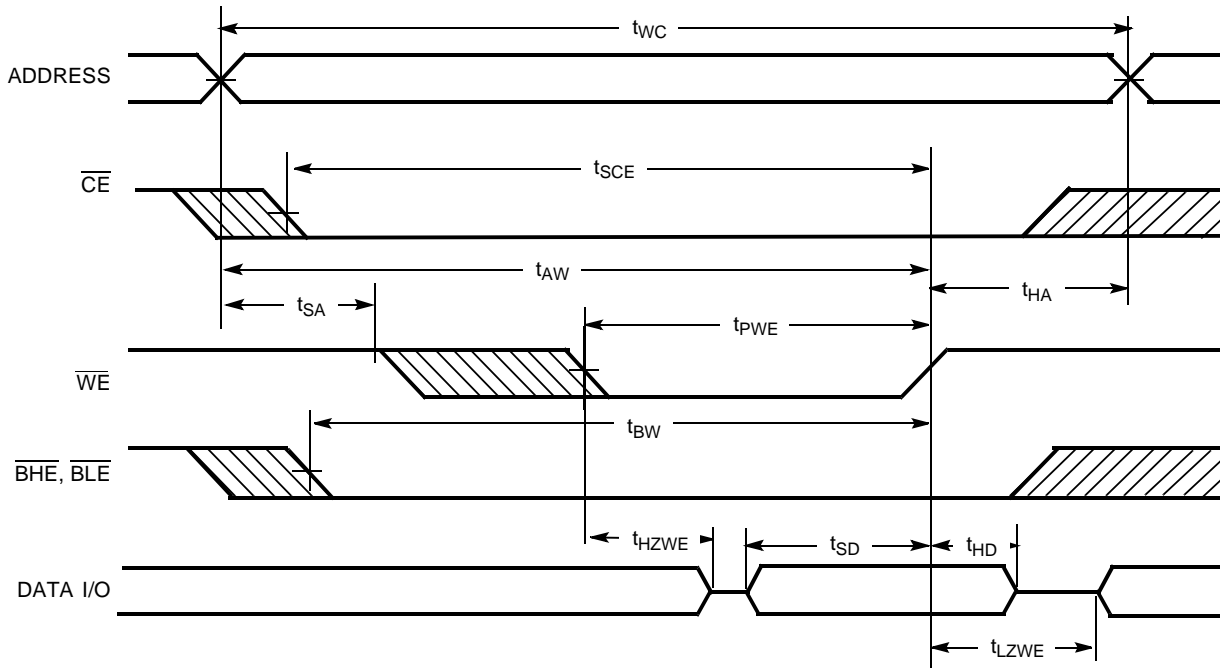 tWC
ADDRESS
tSCE
CE
tAW
tSA
tHA
tPWE
WE
tBW
BHE, BLE
tHZWE
tSD
tHD
DATA I/O
tLZWE